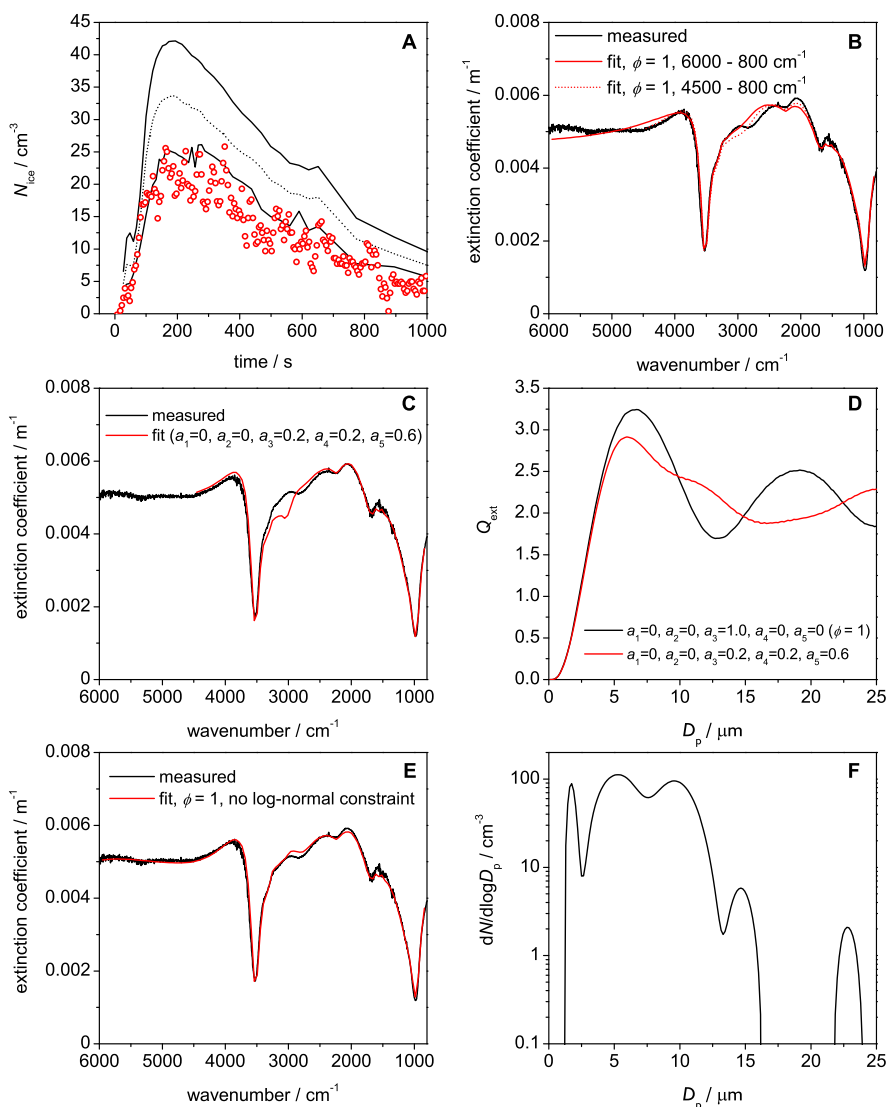 A
45
40
35
30
25
20
15
10
5
0
N_ice / cm^-3
0 200 400 600 800 1000
time / s
B
measured
fit, ϕ = 1, 6000 - 800 cm^-1
fit, ϕ = 1, 4500 - 800 cm^-1
0.008
0.006
0.004
0.002
0
extinction coefficient / m^-1
6000 5000 4000 3000 2000 1000
wavenumber / cm^-1
C
measured
fit (a_1=0, a_2=0, a_3=0.2, a_4=0.2, a_5=0.6)
0.008
0.006
0.004
0.002
0
extinction coefficient / m^-1
6000 5000 4000 3000 2000 1000
wavenumber / cm^-1
D
3.5
3.0
2.5
2.0
1.5
1.0
0.5
0.0
Q_ext
a_1=0, a_2=0, a_3=1.0, a_4=0, a_5=0 (ϕ = 1)
a_1=0, a_2=0, a_3=0.2, a_4=0.2, a_5=0.6
0 5 10 15 20 25
D_p / μm
E
measured
fit, ϕ = 1, no log-normal constraint
0.008
0.006
0.004
0.002
0
extinction coefficient / m^-1
6000 5000 4000 3000 2000 1000
wavenumber / cm^-1
F
100
10
1
0.1
dN/dlogD_p / cm^-3
0 5 10 15 20 25
D_p / μm